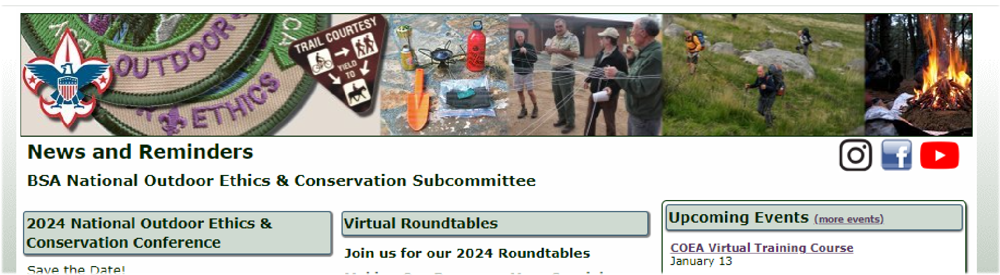 OUTDOOR
ETHICS
TRAIL COURTESY
YIELD
TO
News and Reminders
BSA National Outdoor Ethics & Conservation Subcommittee
2024 National Outdoor Ethics &
Conservation Conference
Save the Date!
Virtual Roundtables
Join us for our 2024 Roundtables
Upcoming Events (more events)
COEA Virtual Training Course
January 13